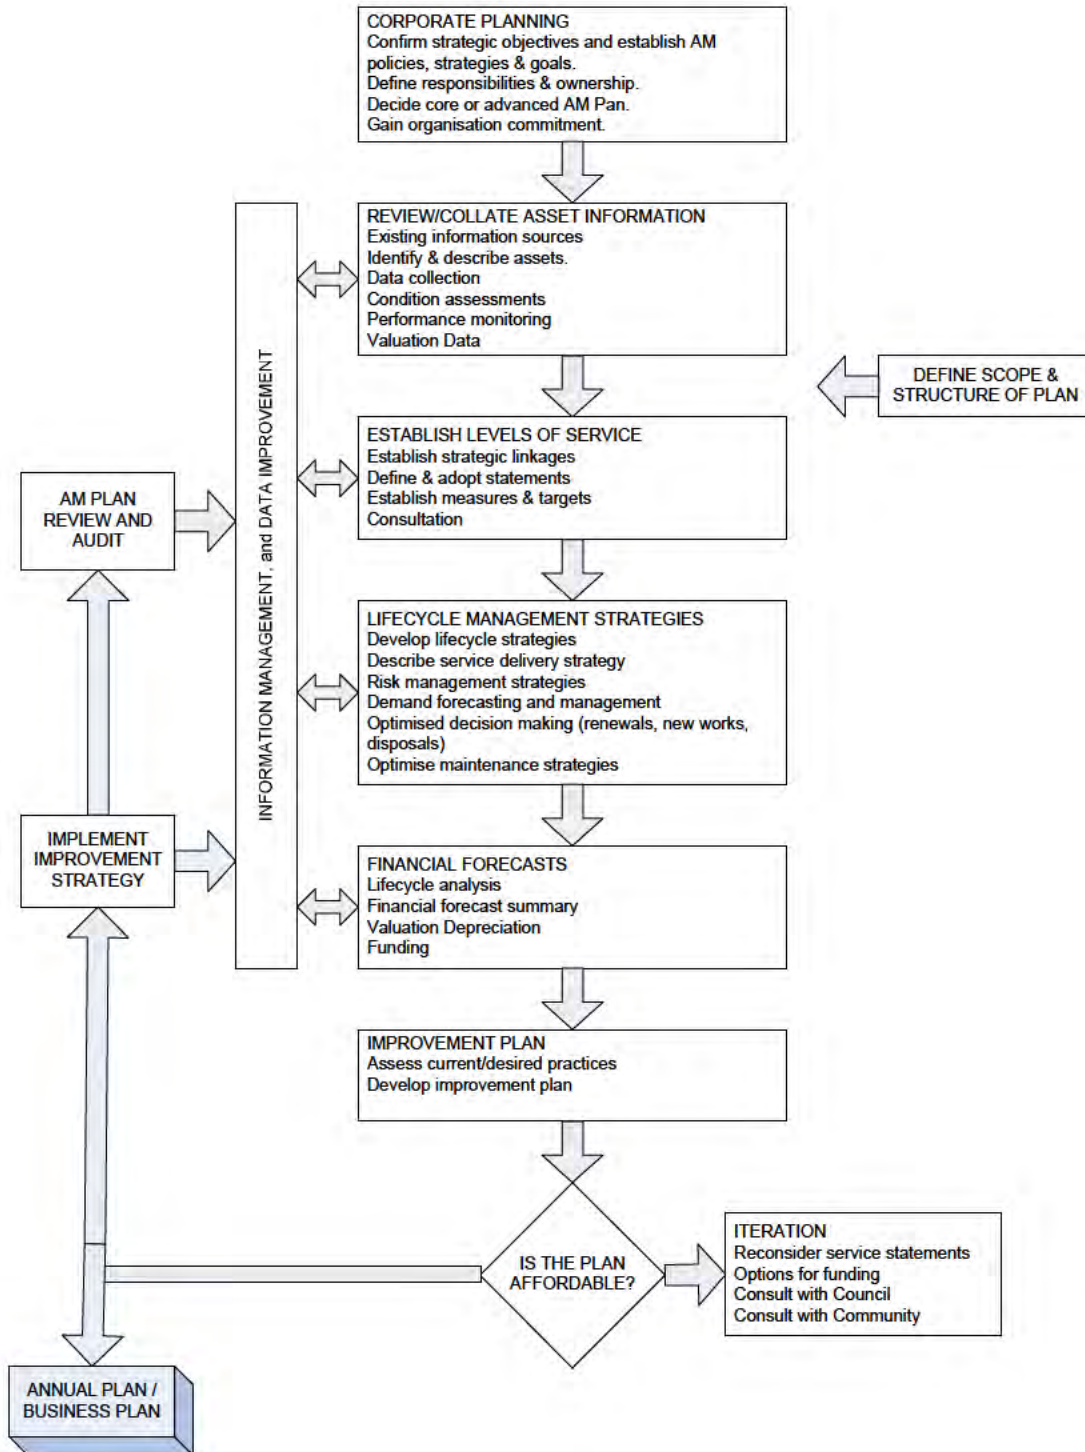 CORPORATE PLANNING
Confirm strategic objectives and establish AM
policies, strategies & goals.
Define responsibilities & ownership.
Decide core or advanced AM Pan.
Gain organisation commitment.
REVIEW/COLLATE ASSET INFORMATION
Existing information sources
Identify & describe assets.
Data collection
Condition assessments
Performance monitoring
Valuation Data
INFORMATION MANAGEMENT, and DATA IMPROVEMENT
DEFINE SCOPE &
STRUCTURE OF PLAN
ESTABLISH LEVELS OF SERVICE
Establish strategic linkages
Define & adopt statements
Establish measures & targets
Consultation
AM PLAN
REVIEW AND
AUDIT
LIFECYCLE MANAGEMENT STRATEGIES
Develop lifecycle strategies
Describe service delivery strategy
Risk management strategies
Demand forecasting and management
Optimised decision making (renewals, new works,
disposals)
Optimise maintenance strategies
IMPLEMENT
IMPROVEMENT
STRATEGY
FINANCIAL FORECASTS
Lifecycle analysis
Financial forecast summary
Valuation Depreciation
Funding
IMPROVEMENT PLAN
Assess current/desired practices
Develop improvement plan
IS THE PLAN
AFFORDABLE?
ITERATION
Reconsider service statements
Options for funding
Consult with Council
Consult with Community
ANNUAL PLAN /
BUSINESS PLAN